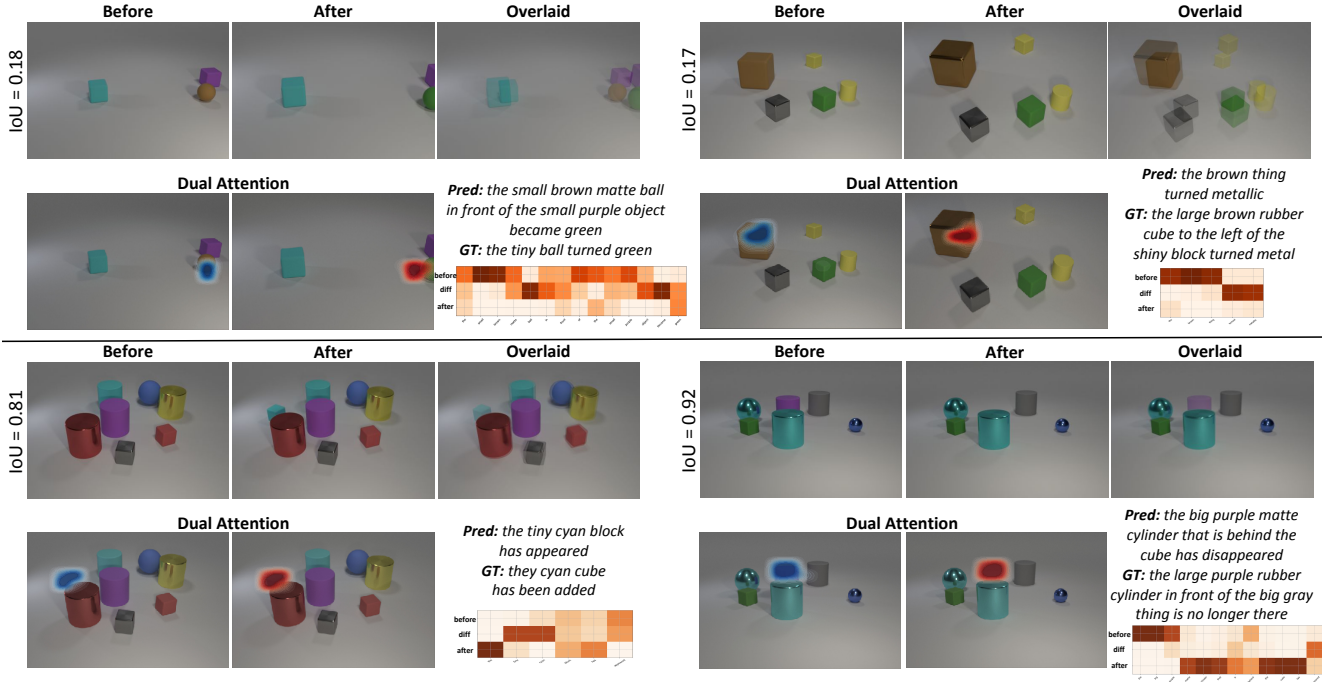 Before After Overlaid
IoU = 0.18
Dual Attention
Pred: the small brown matte ball
in front of the small purple object
became green
GT: the tiny ball turned green
before
diff
after
Before After Overlaid
IoU = 0.17
Dual Attention
Pred: the brown thing
turned metallic
GT: the large brown rubber
cube to the left of the
shiny block turned metal
before
diff
after
Before After Overlaid
IoU = 0.81
Dual Attention
Pred: the tiny cyan block
has appeared
GT: they cyan cube
has been added
before
diff
after
Before After Overlaid
IoU = 0.92
Dual Attention
Pred: the big purple matte
cylinder that is behind the
cube has disappeared
GT: the large purple rubber
cylinder in front of the big gray
thing is no longer there
before
diff
after